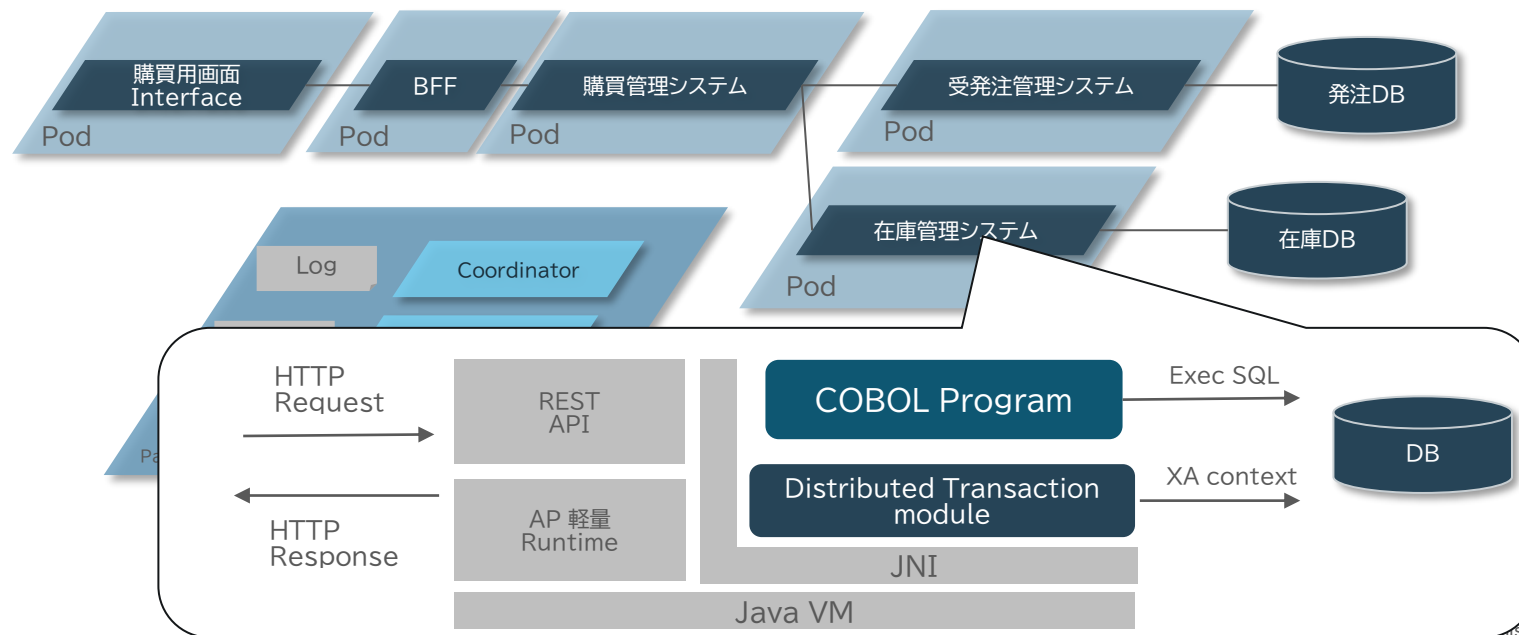 購買用画面
Interface
Pod
BFF
Pod
購買管理システム
Pod
受発注管理システム
Pod
発注DB
在庫管理システム
Pod
在庫DB
Log
Coordinator
HTTP
Request
HTTP
Response
REST
API
AP 軽量
Runtime
COBOL Program
Distributed Transaction
module
JNI
Java VM
Exec SQL
XA context
DB